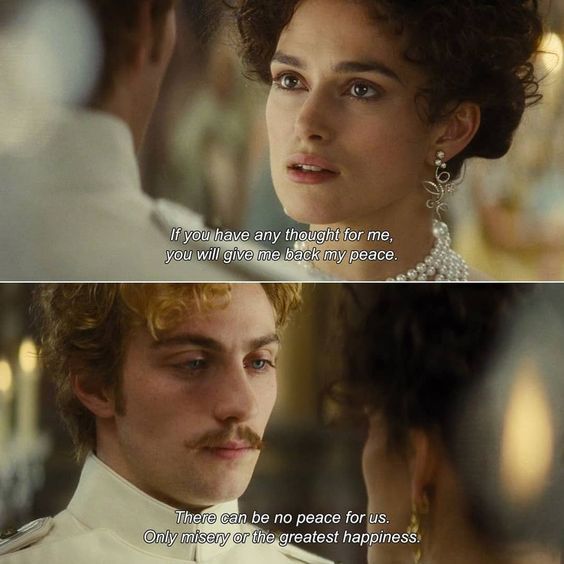 If you have any thought for me,
you will give me back my peace.
There can be no peace for us.
Only misery or the greatest happiness.